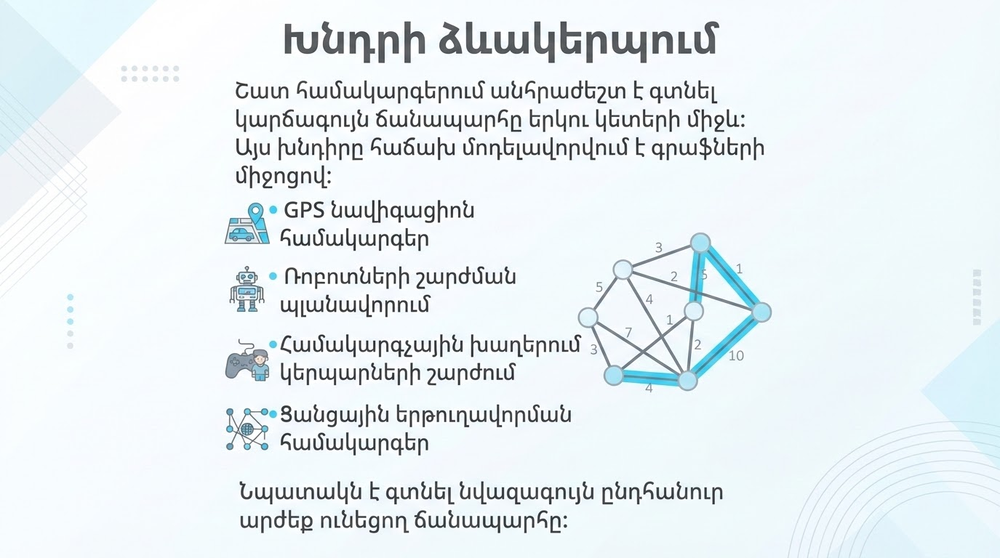 Խնդրի ձևակերպում
Շատ համակարգերում անհրաժեշտ է գտնել
կարճագույն ճանապարհը երկու կետերի միջև:
Այս խնդիրը հաճախ մոդելավորվում է գրաֆների
միջոցով:
• GPS նավիգացիոն
համակարգեր
• Ռոբոտների շարժման
պլանավորում
• Համակարգչային խաղերում
կերպարների շարժում
• Ցանցային երթուղավորման
համակարգեր
3
1
2
5
5
4
1
7
3
2
10
4
Նպատակն է գտնել նվազագույն ընդհանուր
արժեք ունեցող ճանապարհը: